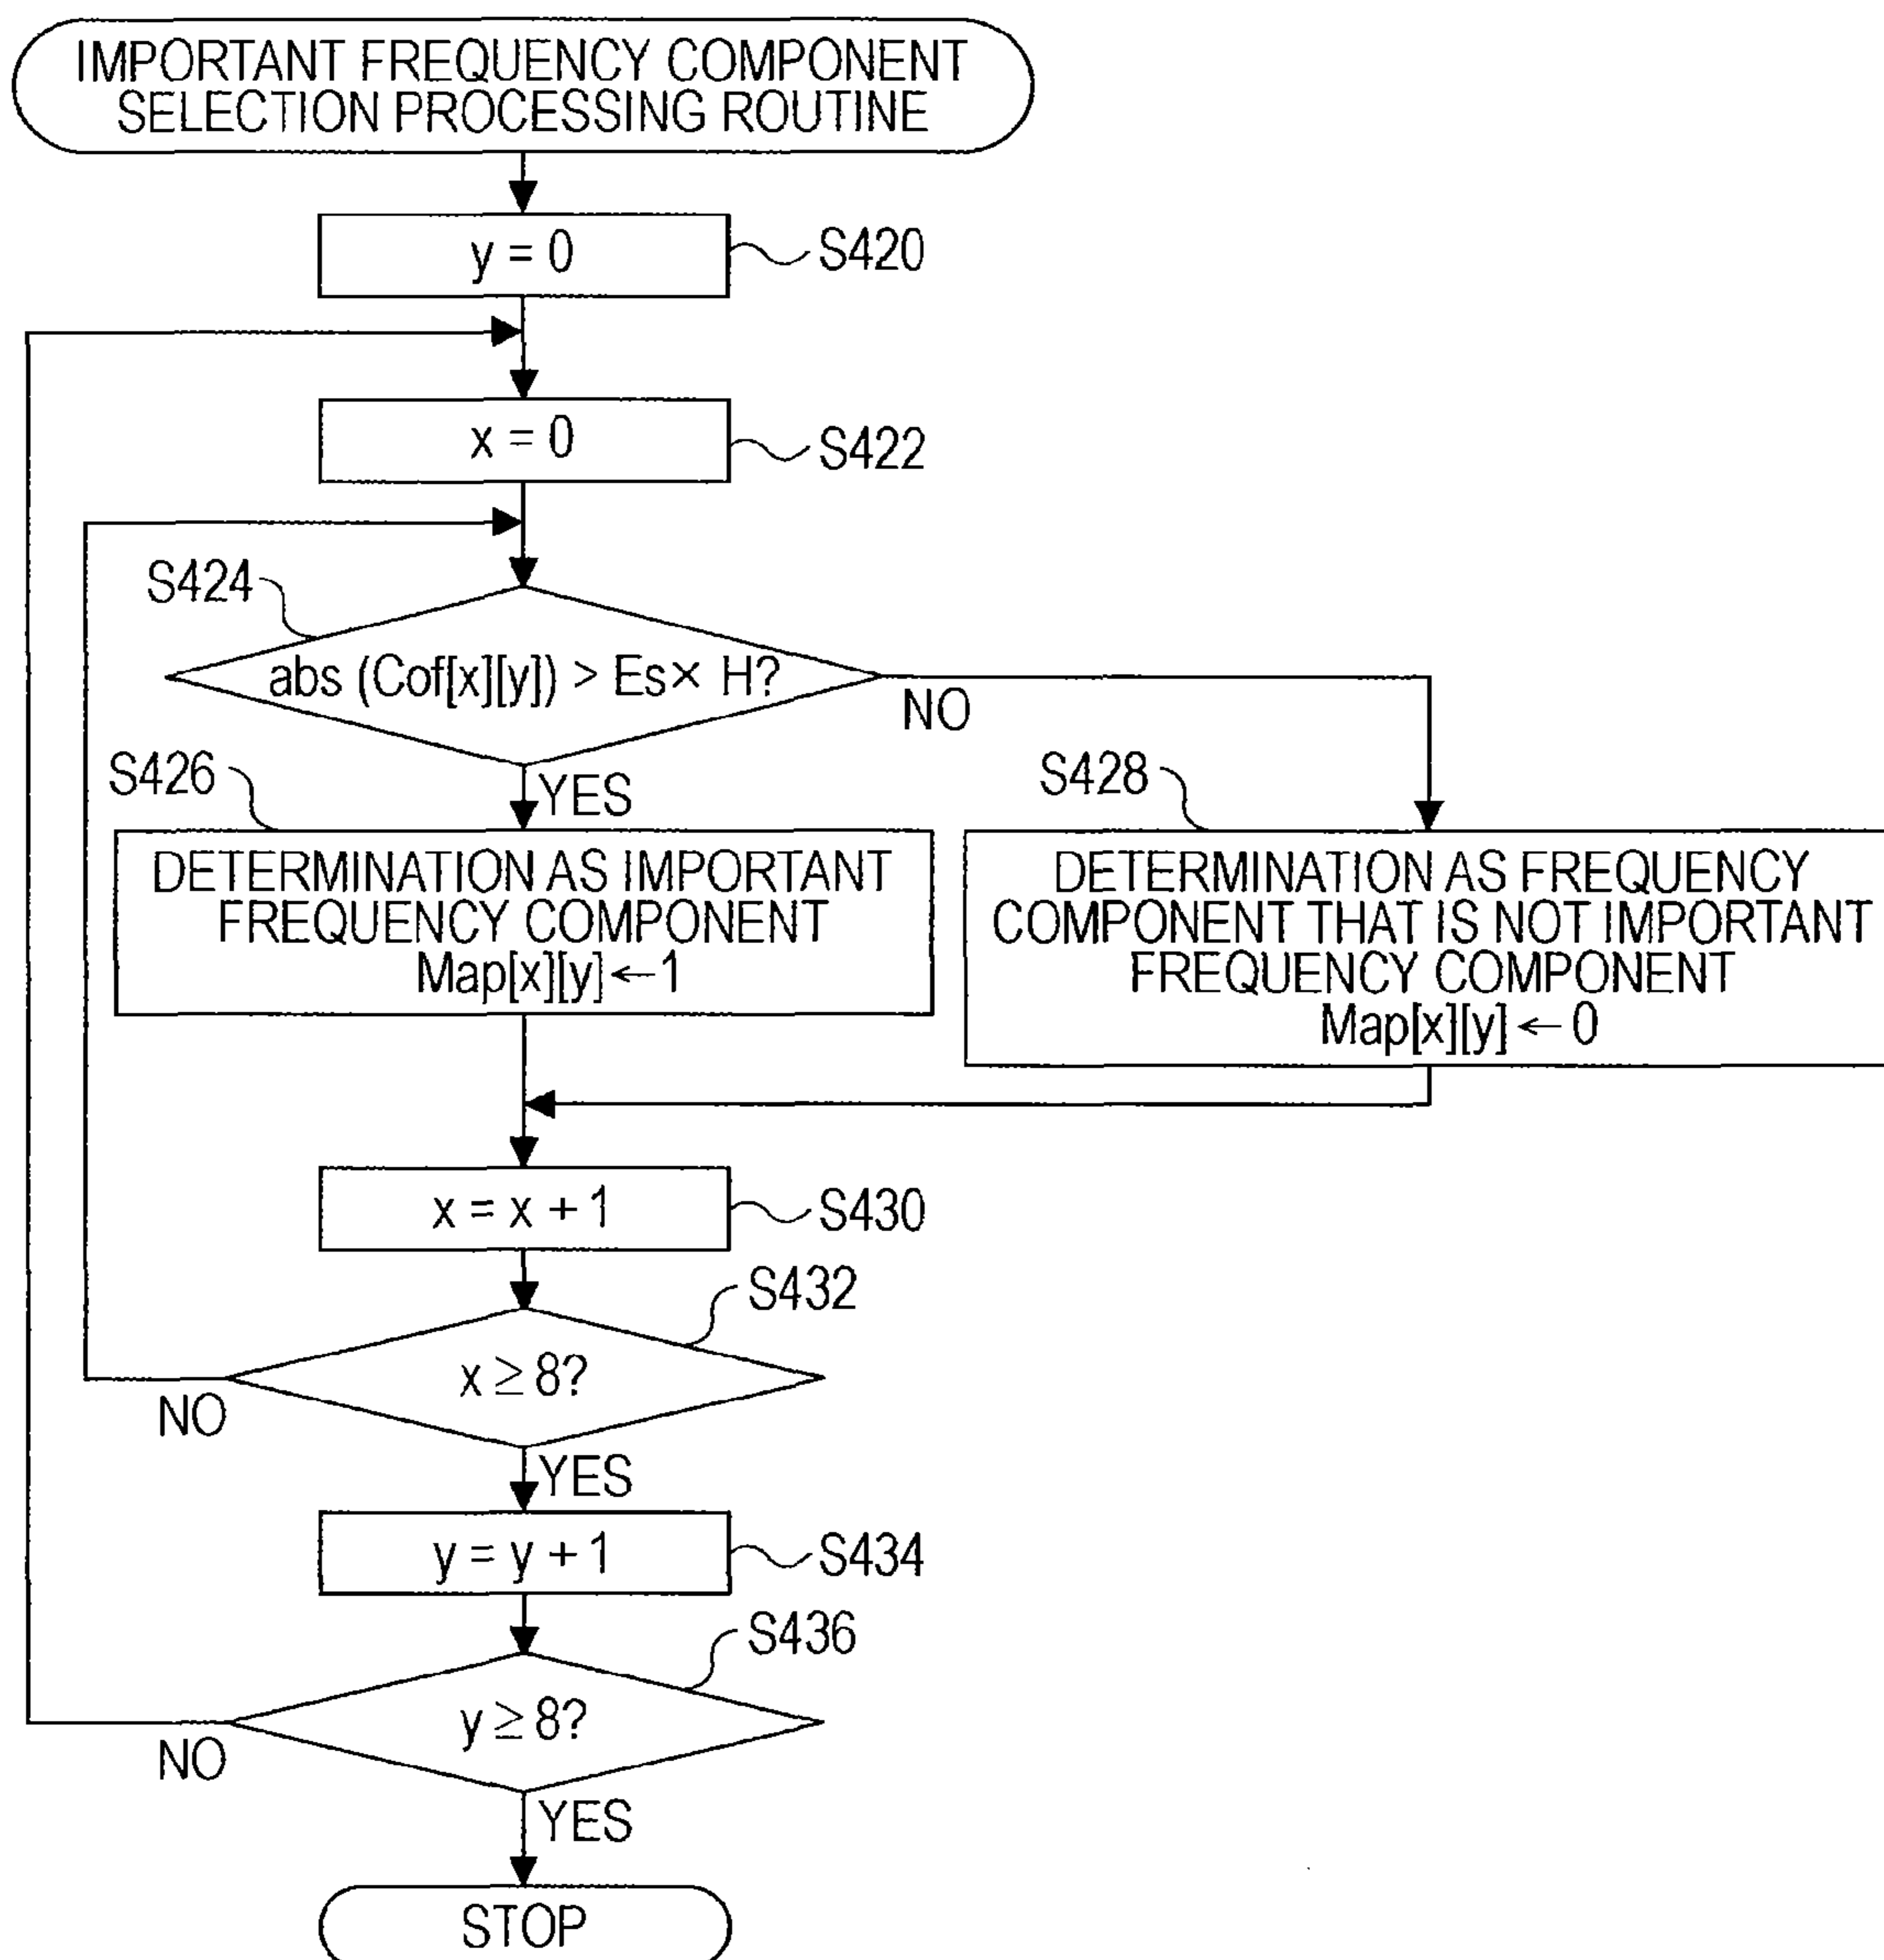 IMPORTANT FREQUENCY COMPONENT
SELECTION PROCESSING ROUTINE
y = 0
S420
x = 0
S422
S424
abs (Cof[x][y]) > Es× H?
NO
YES
S426
DETERMINATION AS IMPORTANT
FREQUENCY COMPONENT
Map[x][y] ← 1
S428
DETERMINATION AS FREQUENCY
COMPONENT THAT IS NOT IMPORTANT
FREQUENCY COMPONENT
Map[x][y] ← 0
x = x + 1
S430
S432
x ≥ 8?
NO
YES
y = y + 1
S434
S436
y ≥ 8?
NO
YES
STOP